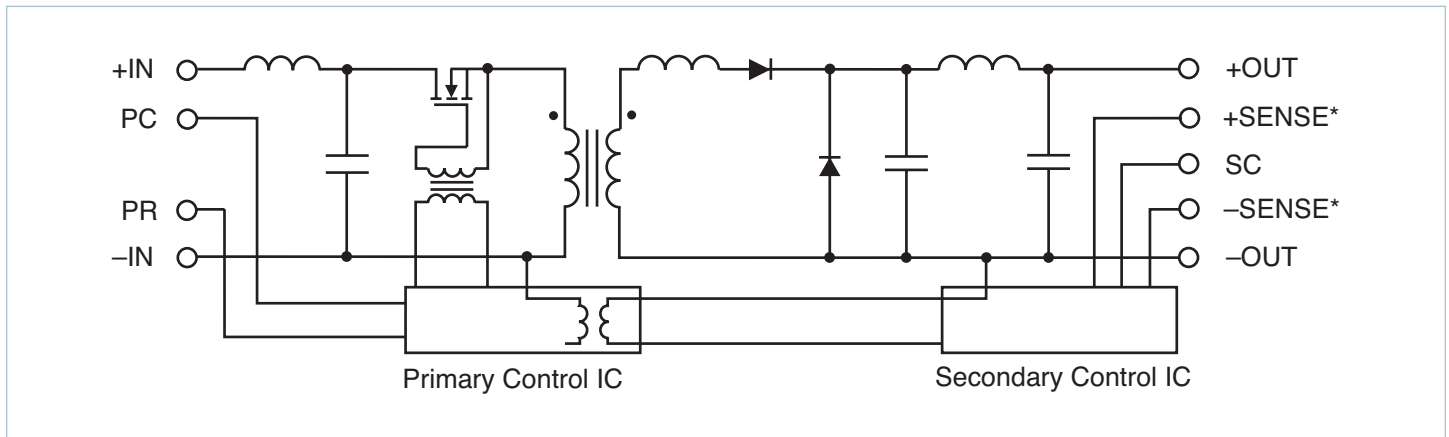 +IN
PC
PR
–IN
+OUT
+SENSE*
SC
–SENSE*
–OUT
Primary Control IC
Secondary Control IC